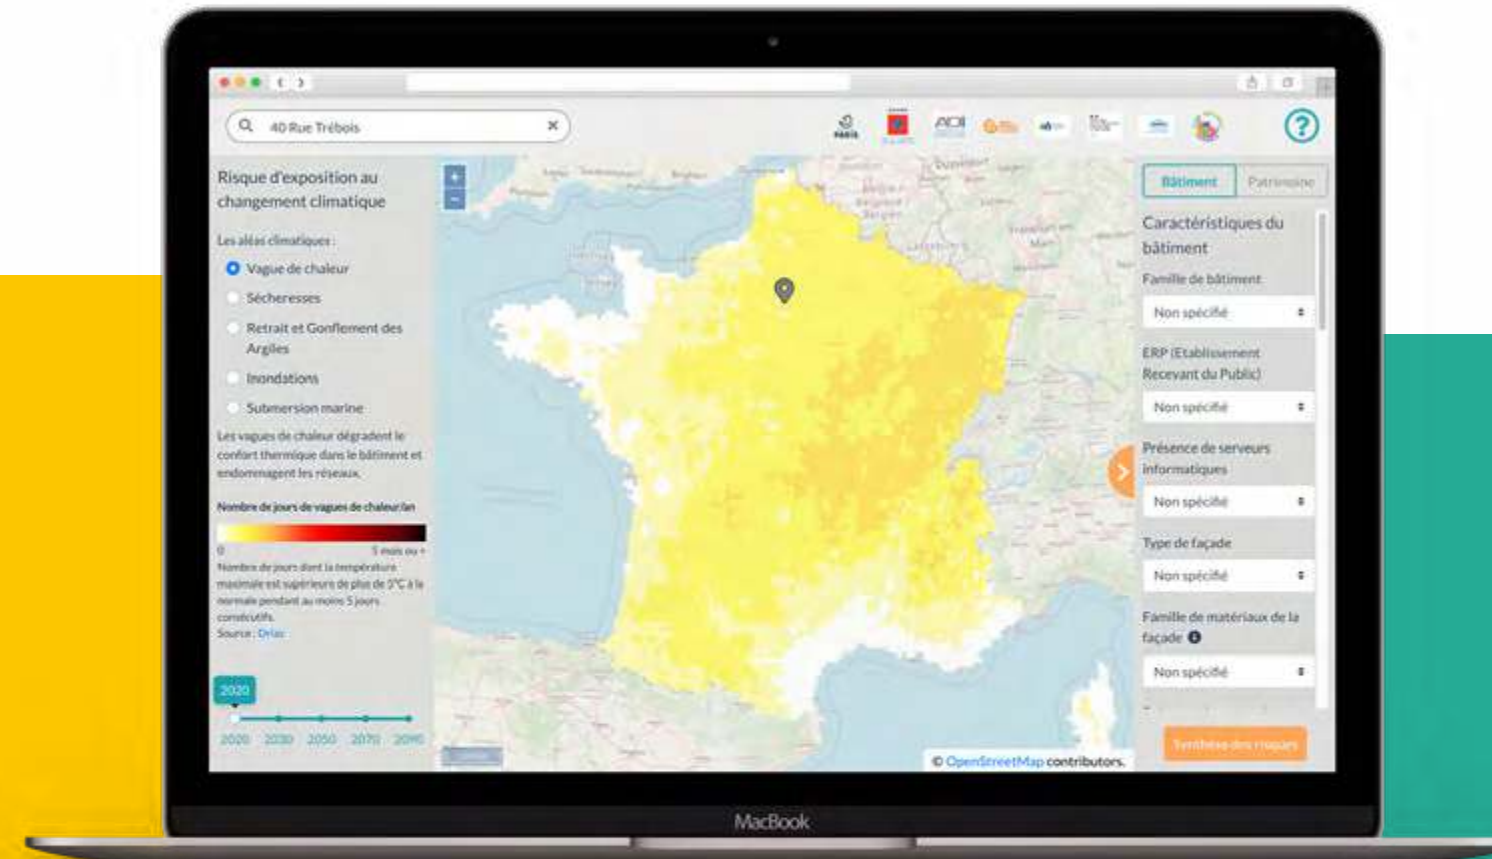 40 Rue Trébois
PARIS
Risque d'exposition au
changement climatique
Les aléas climatiques :
Vague de chaleur
Sécheresses
Retrait et Gonflement des
Argiles
Inondations
Submersion marine
Les vagues de chaleur dégradent le
confort thermique dans le bâtiment et
endommagent les réseaux.
Nombre de jours de vagues de chaleur/an
0 5 mois ou +
Nombre de jours dont la température
maximale est supérieure de plus de 5°C à la
normale pendant au moins 5 jours
consécutifs.
Source : Drias
2020
2020 2030 2050 2070 2090
© OpenStreetMap contributors.
Bâtiment Patrimoine
Caractéristiques du
bâtiment
Famille de bâtiment
Non spécifié
ERP (Etablissement
Recevant du Public)
Non spécifié
Présence de serveurs
informatiques
Non spécifié
Type de façade
Non spécifié
Famille de matériaux de la
façade
Non spécifié
Synthèse des risques
MacBook